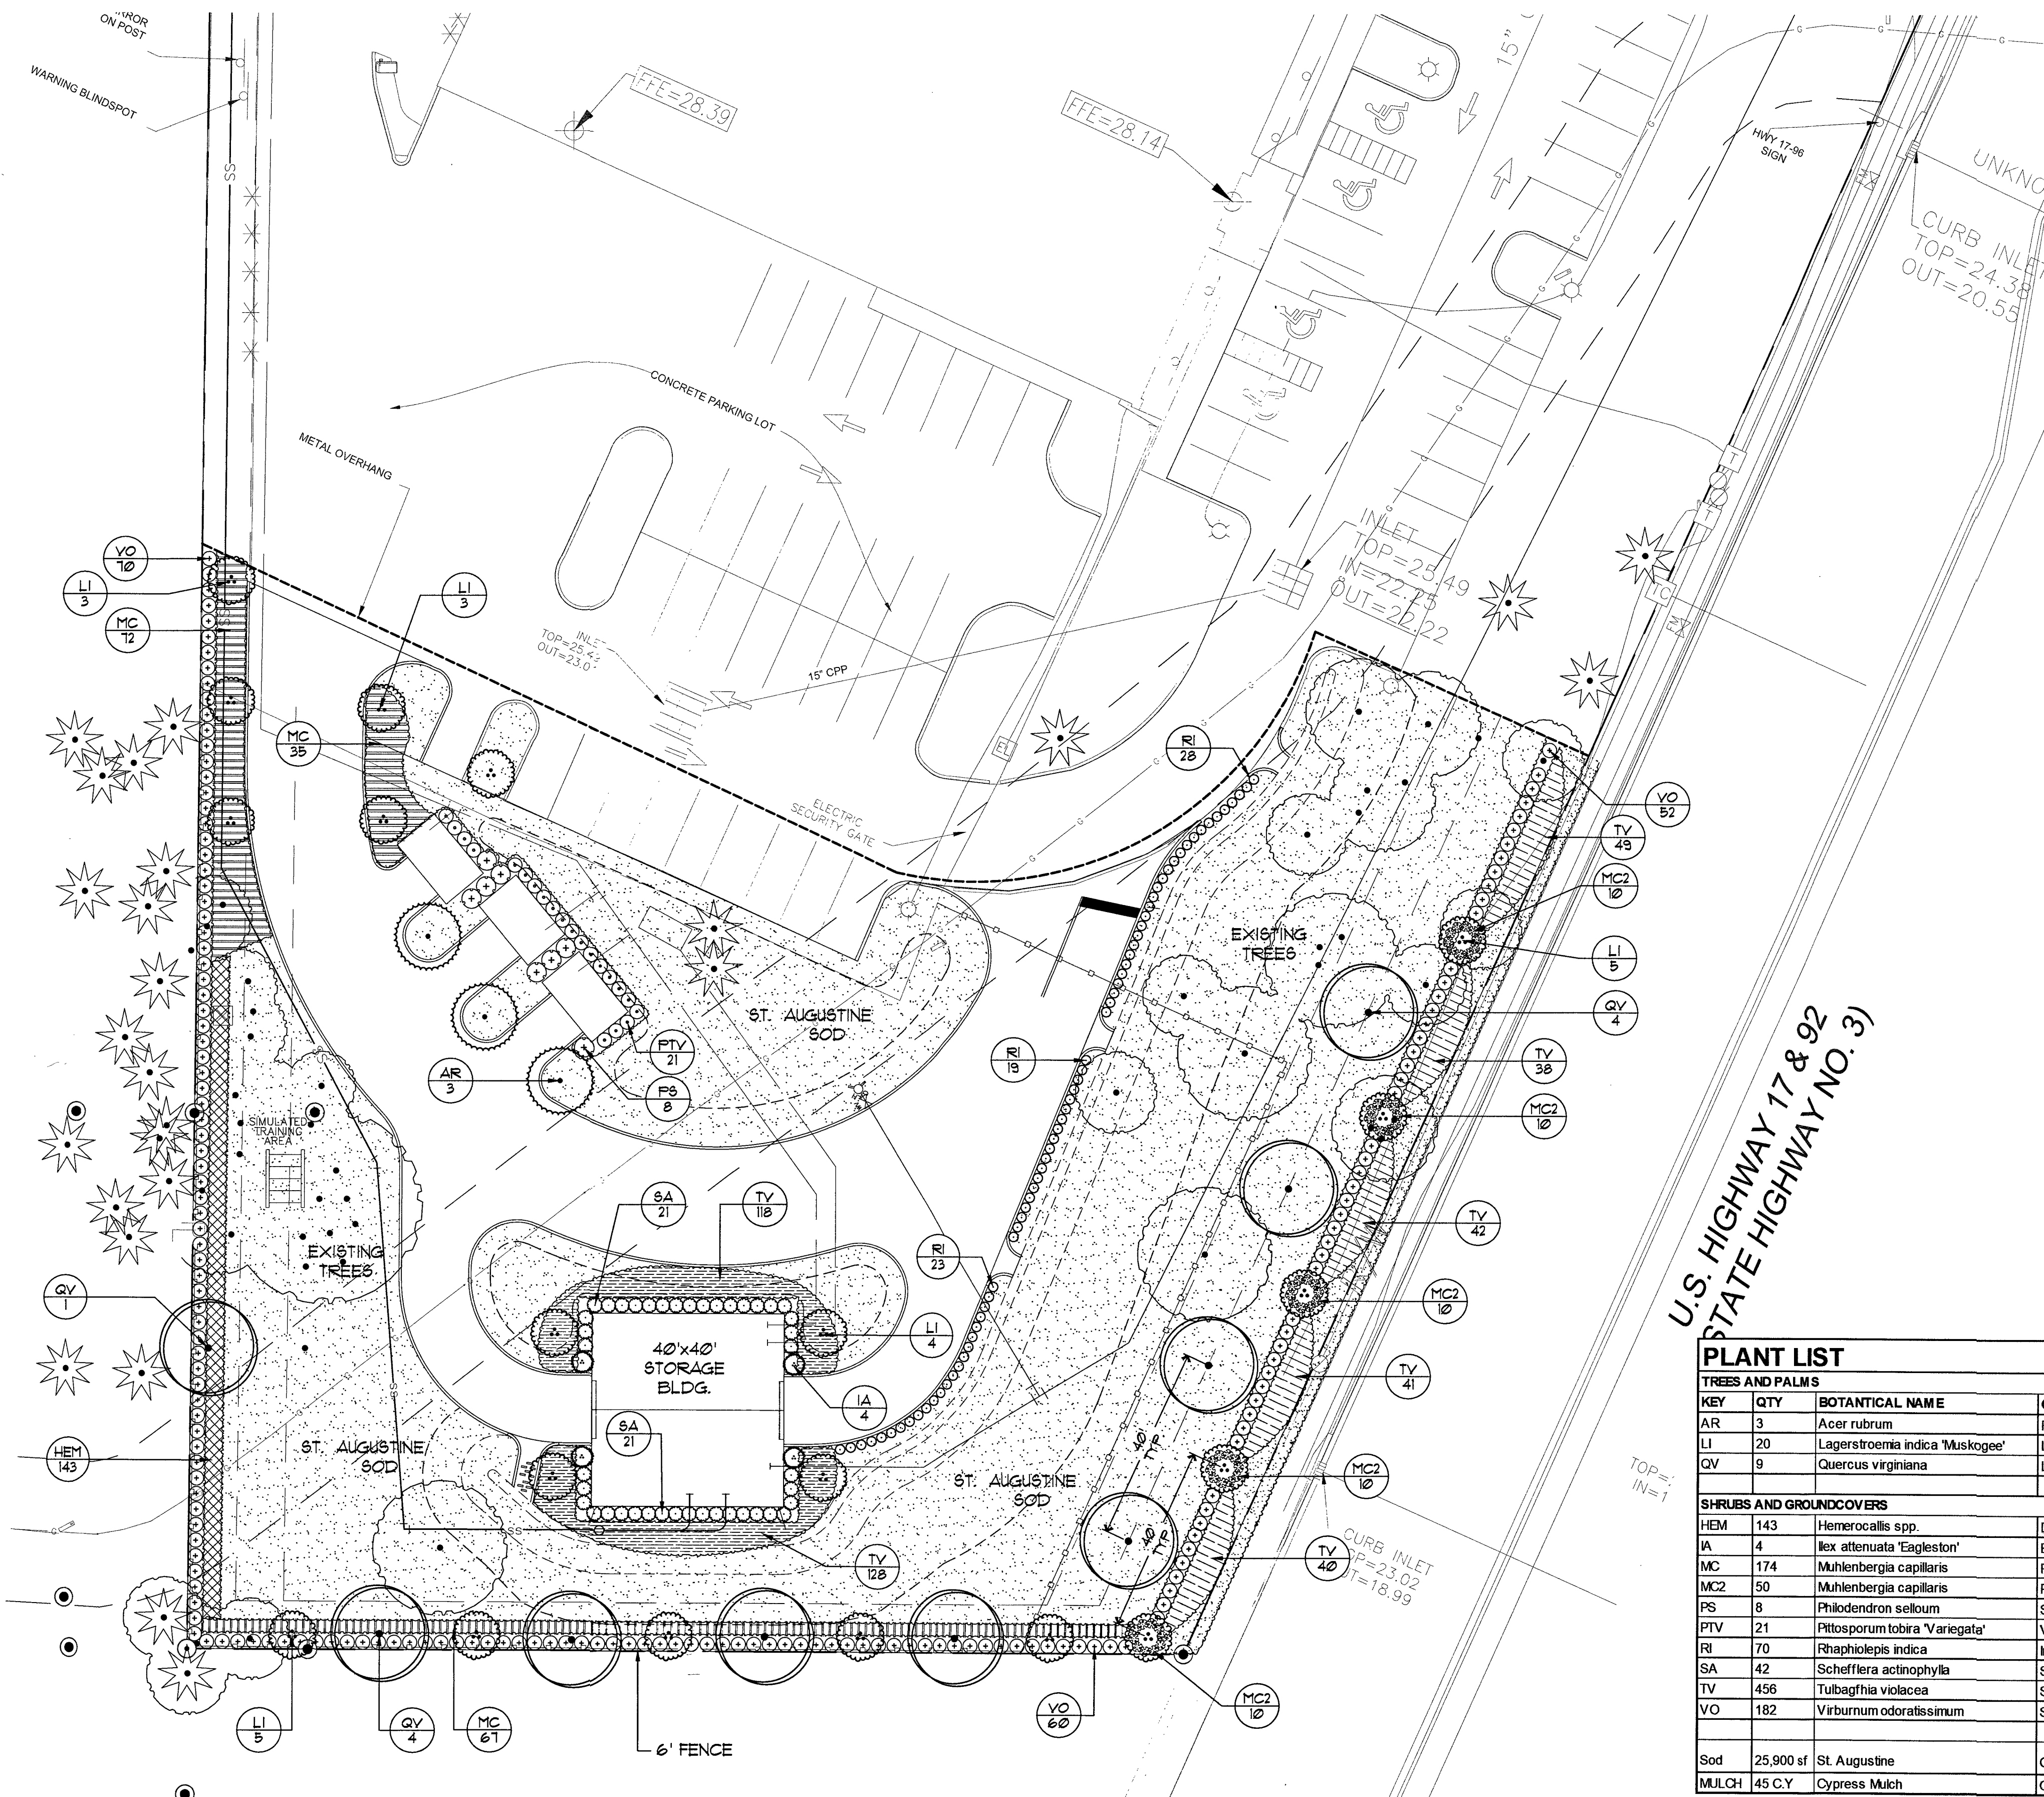 ON POST
WARNING BLINDSPOT
FFE=28.39
FFE=28.14
15"
HWY 17-96
SIGN
CURB INLET
TOP=24.38
OUT=20.55
SS
CONCRETE PARKING LOT
METAL OVERHANG
INLET
TOP=25.49
IN=22.25
OUT=22.22
T
T
TC
VO
70
LI
3
MC
72
LI
3
15" CPP
MC
35
EL
RI
28
ELECTRIC
SECURITY GATE
VO
52
TV
49
MC2
10
EXISTING
TREES
LI
5
QV
4
ST. AUGUSTINE
SOD
PTV
21
AR
3
PS
8
RI
19
TV
38
MC2
10
SIMULATED
TRAINING
AREA
SA
21
TV
118
TV
42
EXISTING
TREES
RI
23
QV
1
MC2
10
LI
4
40'x40'
STORAGE
BLDG.
U.S. HIGHWAY 17 & 92
STATE HIGHWAY NO. 3)
IA
4
TV
41
SA
21
HEM
143
ST. AUGUSTINE
SOD
40'
TYP
ST. AUGUSTINE
SOD
MC2
10
TOP=
IN=1
SS
40'
TYP
TV
128
TV
40
CURB INLET
LI
5
QV
4
MC
67
VO
60
MC2
10
6' FENCE
PLANT LIST
TREES AND PALMS
KEY QTY BOTANICAL NAME
AR 3 Acer rubrum
LI 20 Lagerstroemia indica 'Muskogee'
QV 9 Quercus virginiana
SHRUBS AND GROUNDCOVERS
HEM 143 Hemerocallis spp.
IA 4 Ilex attenuata 'Eagleston'
MC 174 Muhlenbergia capillaris
MC2 50 Muhlenbergia capillaris
PS 8 Philodendron selloum
PTV 21 Pittosporum tobira 'Variegata'
RI 70 Rhaphiolepis indica
SA 42 Schefflera actinophylla
TV 456 Tulbagfhia violacea
VO 182 Virburnum odoratissimum
Sod 25,900 sf St. Augustine
MULCH 45 C.Y Cypress Mulch